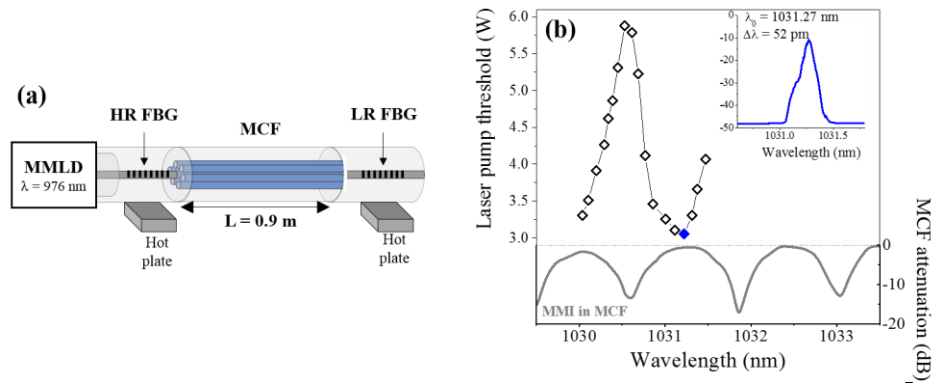 (a)
HR FBG
MCF
LR FBG
MMLD
λ = 976 nm
L = 0.9 m
Hot
plate
Hot
plate
(b)
Laser pump threshold (W)
6.0
5.5
5.0
4.5
4.0
3.5
3.0
λ₀ = 1031.27 nm
Δλ = 52 pm
0
-10
-20
-30
-40
-50
1031.0
1031.5
Wavelength (nm)
MMI in MCF
0
-10
-20
MCF attenuation (dB)
1030
1031
1032
1033
Wavelength (nm)